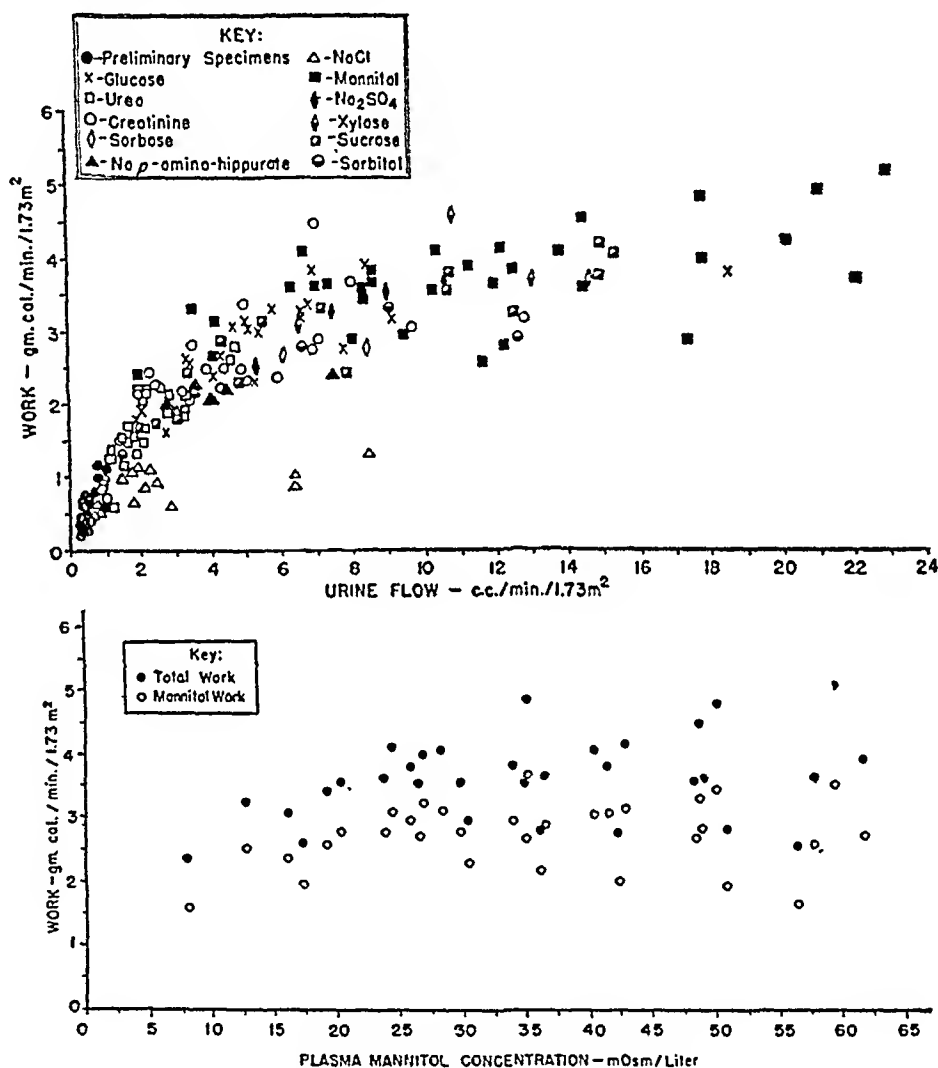 KEY:
Preliminary Specimens
-Glucose
-Urea
-Creatinine
-Sorbose
-Na p-amino-hippurate
-NaCl
-Mannitol
-Na2SO4
-Xylose
-Sucrose
-Sorbitol
WORK - gm.cal./min./1.73m2
6
5
4
3
2
1
0
0 2 4 6 8 10 12 14 16 18 20 22 24
URINE FLOW — c.c./min./1.73m2
Key:
Total Work
Mannitol Work
WORK-gm.cal./min./1.73 m2
6
5
4
3
2
1
0
0 5 15 20 25 30 35 40 45 50 55 60 65
PLASMA MANNITOL CONCENTRATION—mOsm/Liter